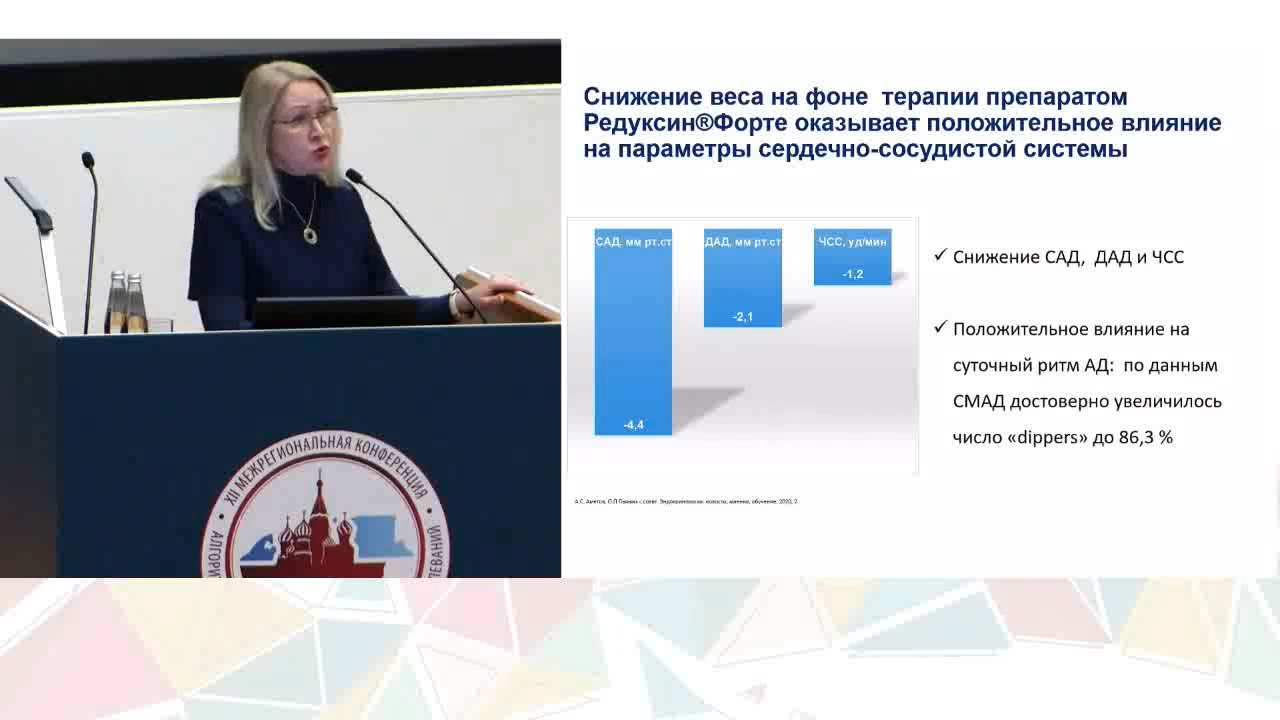 Снижение веса на фоне терапии препаратом
Редуксин®Форте оказывает положительное влияние
на параметры сердечно-сосудистой системы
САД, мм рт.ст
ДАД, мм рт.ст
ЧСС, уд/мин
-1,2
-2,1
-4,4
✓ Снижение САД, ДАД и ЧСС
✓ Положительное влияние на
суточный ритм АД: по данным
СМАД достоверно увеличилось
число «dippers» до 86,3 %
XII МЕЖРЕГИОНАЛЬНАЯ КОНФЕРЕНЦИЯ